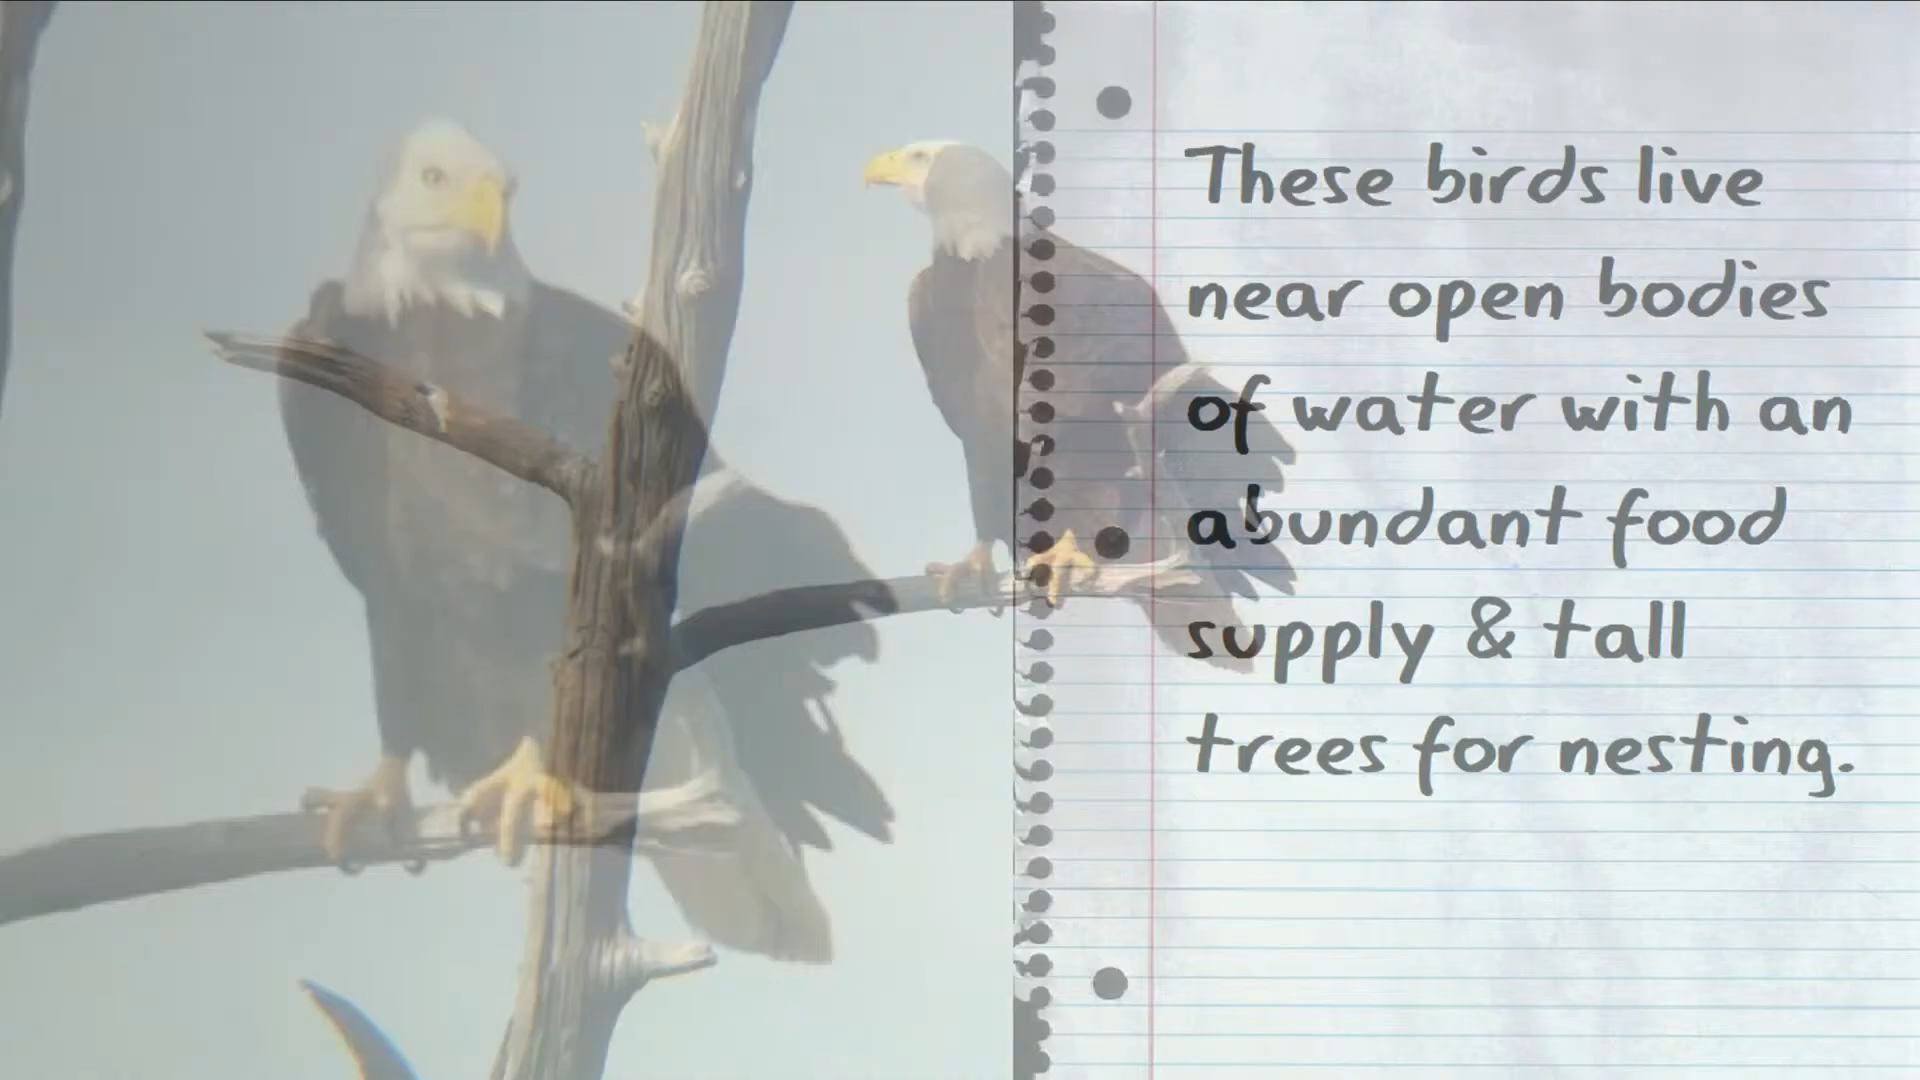 These birds live
near open bodies
of water with an
abundant food
supply & tall
trees for nesting.